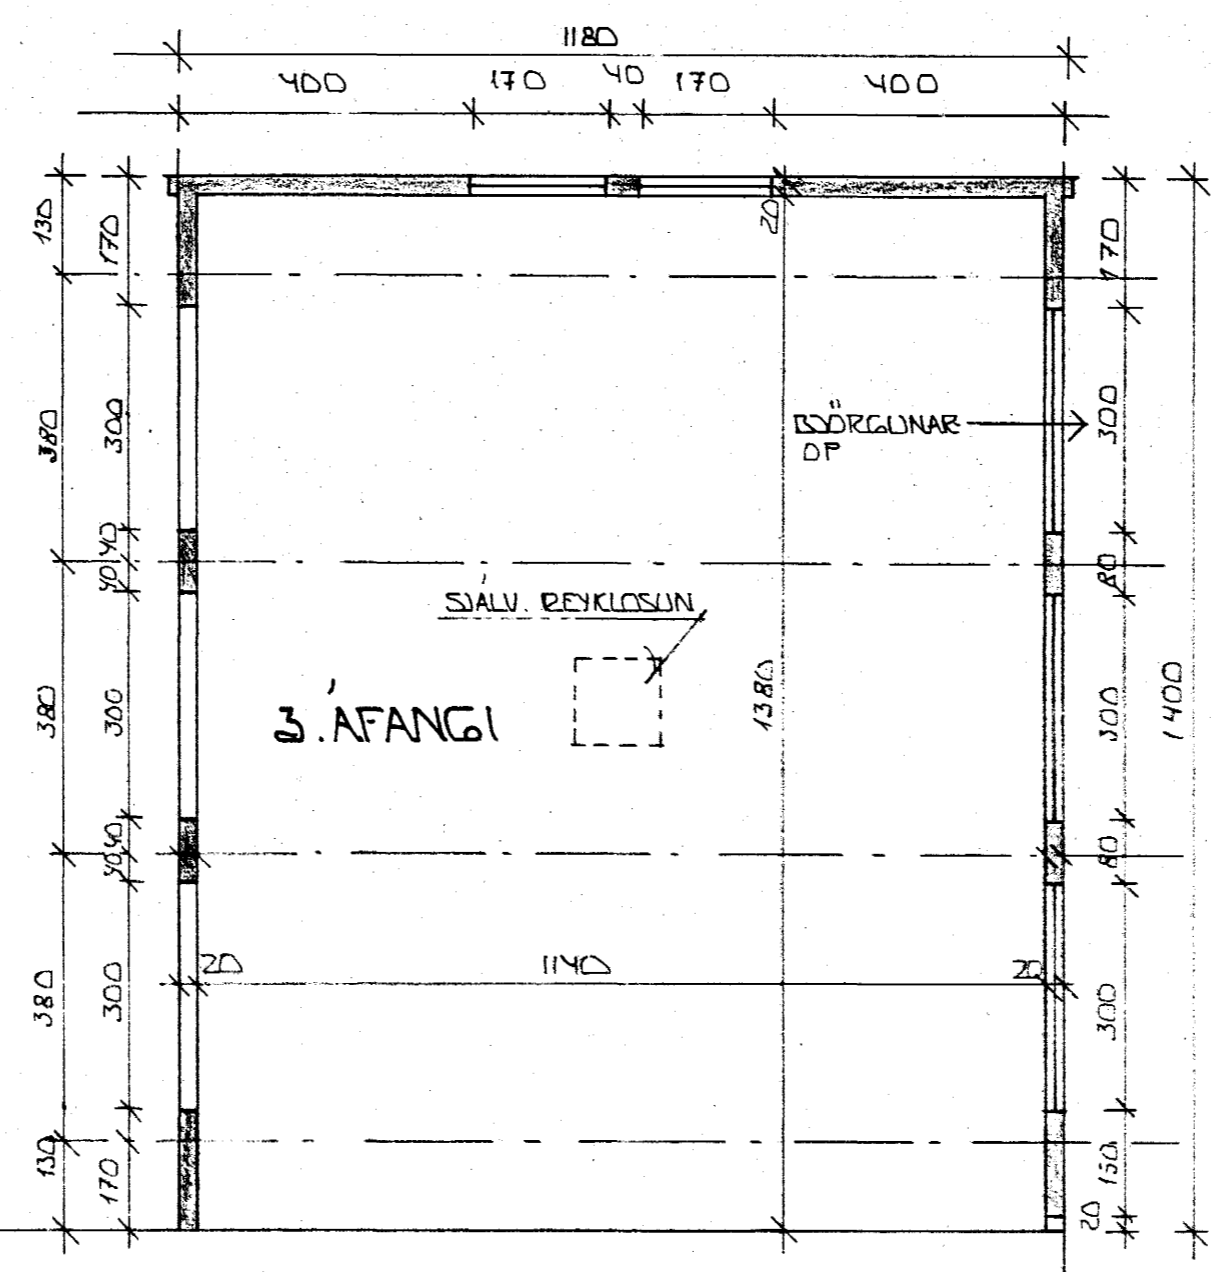 1180
400 170 40 170 400
130 170 20 170
380 300 BJÖRGUNAR 300
OP
40 40 80
SJÁLV. REYKLOSUN
380 300 3. ÁFANGI 1380 300 1400
40 40 80
20 1140 20
380 300 300
130 170 150
20